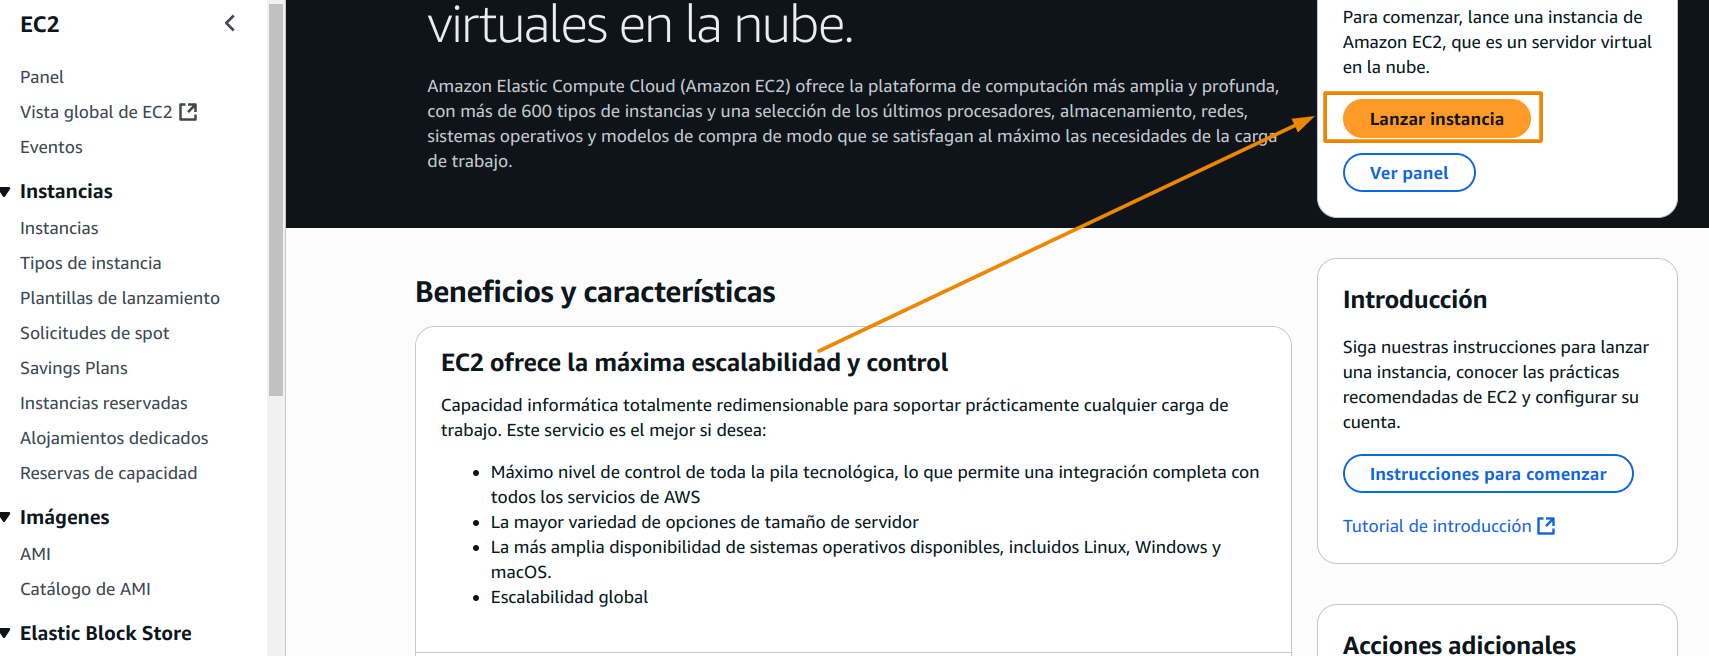 EC2
Panel
Vista global de EC2
Eventos
Instancias
Instancias
Tipos de instancia
Plantillas de lanzamiento
Solicitudes de spot
Savings Plans
Instancias reservadas
Alojamientos dedicados
Reservas de capacidad
Imágenes
AMI
Catálogo de AMI
Elastic Block Store
virtuales en la nube.
Amazon Elastic Compute Cloud (Amazon EC2) ofrece la plataforma de computación más amplia y profunda,
con más de 600 tipos de instancias y una selección de los últimos procesadores, almacenamiento, redes,
sistemas operativos y modelos de compra de modo que se satisfagan al máximo las necesidades de la carga
de trabajo.
Para comenzar, lance una instancia de
Amazon EC2, que es un servidor virtual
en la nube.
Lanzar instancia
Ver panel
Beneficios y características
EC2 ofrece la máxima escalabilidad y control
Capacidad informática totalmente redimensionable para soportar prácticamente cualquier carga de
trabajo. Este servicio es el mejor si desea:
• Máximo nivel de control de toda la pila tecnológica, lo que permite una integración completa con
todos los servicios de AWS
• La mayor variedad de opciones de tamaño de servidor
• La más amplia disponibilidad de sistemas operativos disponibles, incluidos Linux, Windows y
macOS.
• Escalabilidad global
Introducción
Siga nuestras instrucciones para lanzar
una instancia, conocer las prácticas
recomendadas de EC2 y configurar su
cuenta.
Instrucciones para comenzar
Tutorial de introducción
Acciones adicionales